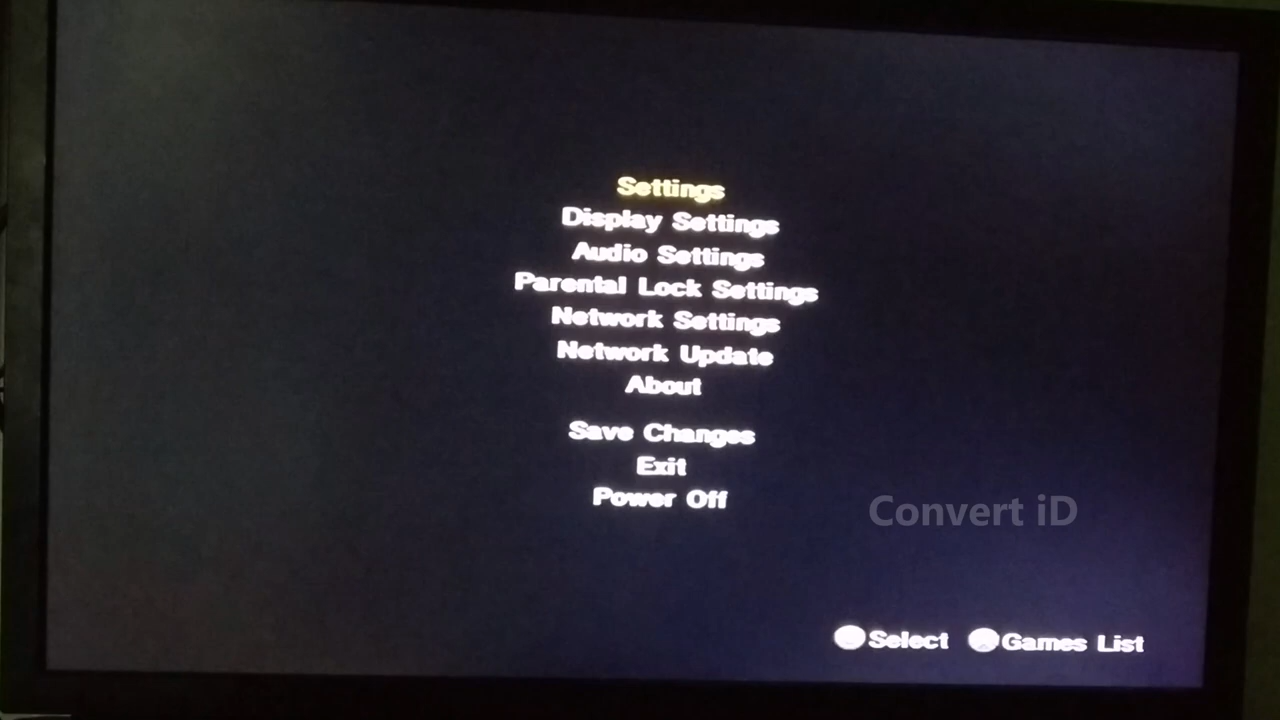 Settings
Display Settings
Audio Settings
Parental Lock Settings
Network Settings
Network Update
About
Save Changes
Exit
Power Off
Convert iD
Select Games List